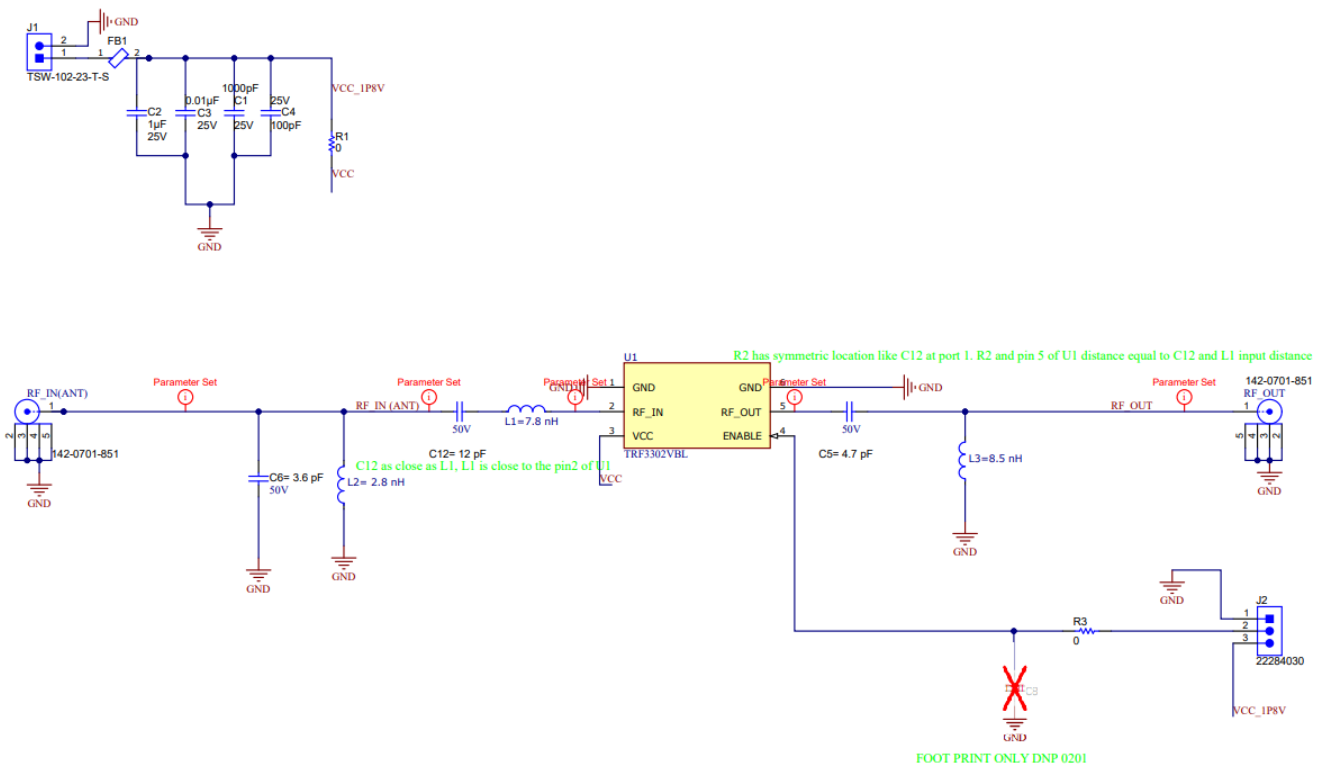 J1
2
1
GND
FB1
1
2
TSW-102-23-T-S
C2
1µF
25V
0.01µF
C3
25V
1000pF
C1
25V
25V
C4
100pF
VCC_1P8V
R1
0
VCC
GND
U1
R2 has symmetric location like C12 at port 1. R2 and pin 5 of U1 distance equal to C12 and L1 input distance
RF_IN(ANT)
1
2
3
4
5
142-0701-851
GND
Parameter Set
i
RF_IN (ANT)
Parameter Set
i
50V
C12= 12 pF
L1=7.8 nH
Parameter Set
i
GND
C6= 3.6 pF
50V
GND
L2= 2.8 nH
GND
C12 as close as L1, L1 is close to the pin2 of U1
1
GND
2
RF_IN
3
VCC
GND
6
RF_OUT
5
ENABLE
4
TRF3302VBL
VCC
Parameter Set
i
GND
50V
C5= 4.7 pF
L3=8.5 nH
GND
RF_OUT
Parameter Set
i
142-0701-851
RF_OUT
1
5
4
3
2
GND
GND
J2
1
2
3
22284030
R3
0
VCC_1P8V
C8
GND
FOOT PRINT ONLY DNP 0201